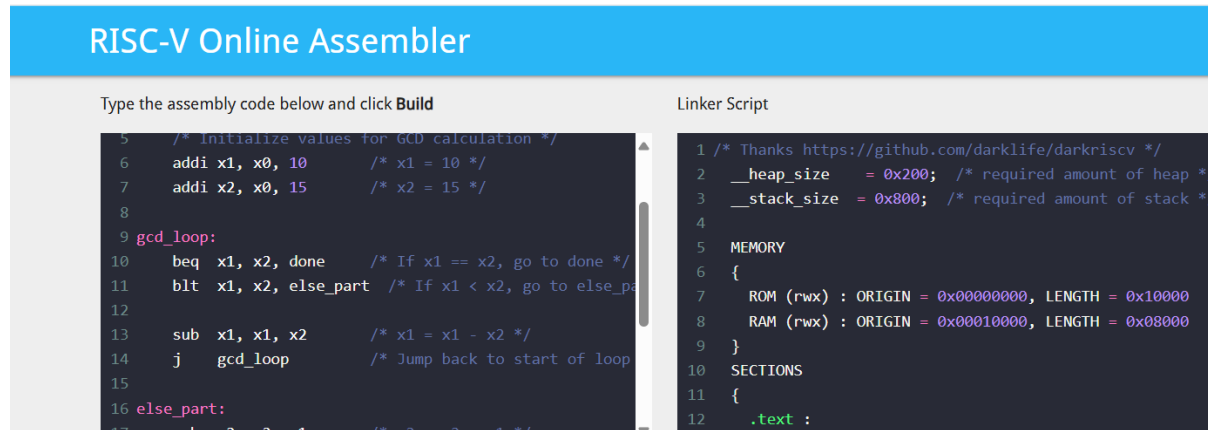 RISC-V Online Assembler
Type the assembly code below and click Build
5 /* Initialize values for GCD calculation */
6 addi x1, x0, 10 /* x1 = 10 */
7 addi x2, x0, 15 /* x2 = 15 */
8
9 gcd_loop:
10 beq x1, x2, done /* If x1 == x2, go to done */
11 blt x1, x2, else_part /* If x1 < x2, go to else_pa
12
13 sub x1, x1, x2 /* x1 = x1 - x2 */
14 j gcd_loop /* Jump back to start of loop
15
16 else_part:
Linker Script
1 /* Thanks https://github.com/darklife/darkriscv */
2 __heap_size = 0x200; /* required amount of heap *
3 __stack_size = 0x800; /* required amount of stack *
4
5 MEMORY
6 {
7 ROM (rwx) : ORIGIN = 0x00000000, LENGTH = 0x10000
8 RAM (rwx) : ORIGIN = 0x00010000, LENGTH = 0x08000
9 }
10 SECTIONS
11 {
12 .text :